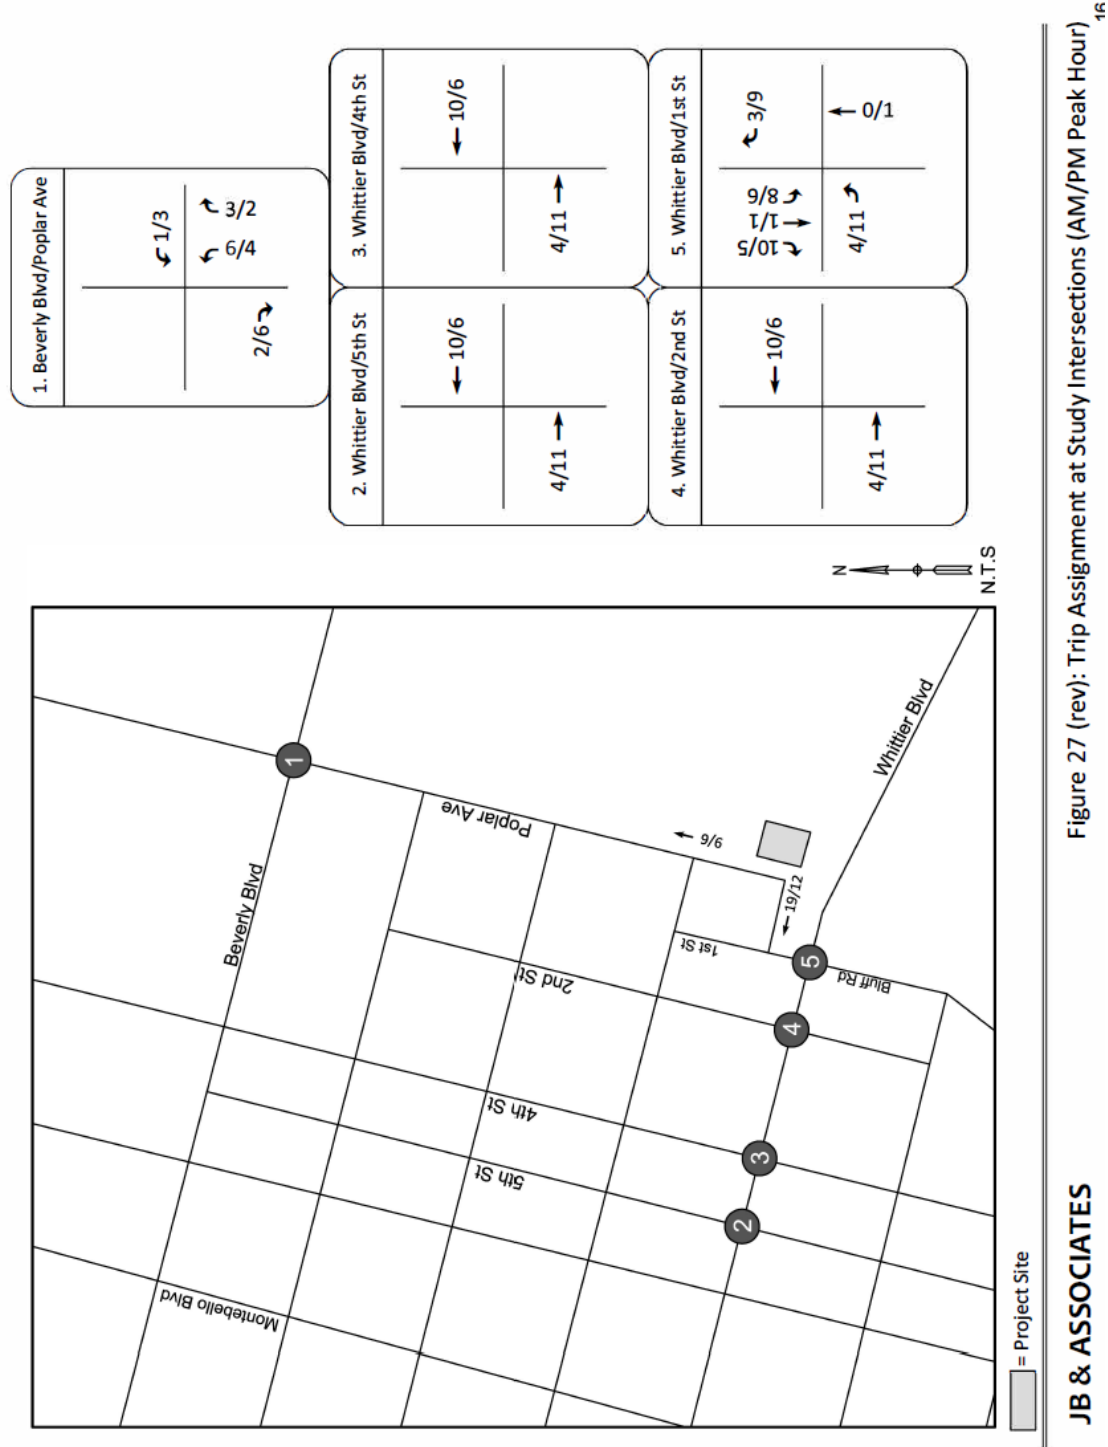 1. Beverly Blvd/Poplar Ave
1/3
3/2
6/4
2/6
2. Whittier Blvd/5th St
10/6
4/11
3. Whittier Blvd/4th St
10/6
4/11
4. Whittier Blvd/2nd St
10/6
4/11
5. Whittier Blvd/1st St
10/5
1/1
8/6
3/9
4/11
0/1
Beverly Blvd
Poplar Ave
Montebello Blvd
5th St
4th St
2nd St
1st St
Bluff Rd
Whittier Blvd
9/6
19/12
1
2
3
4
5
N
N.T.S
= Project Site
JB & ASSOCIATES
Figure 27 (rev): Trip Assignment at Study Intersections (AM/PM Peak Hour)
16